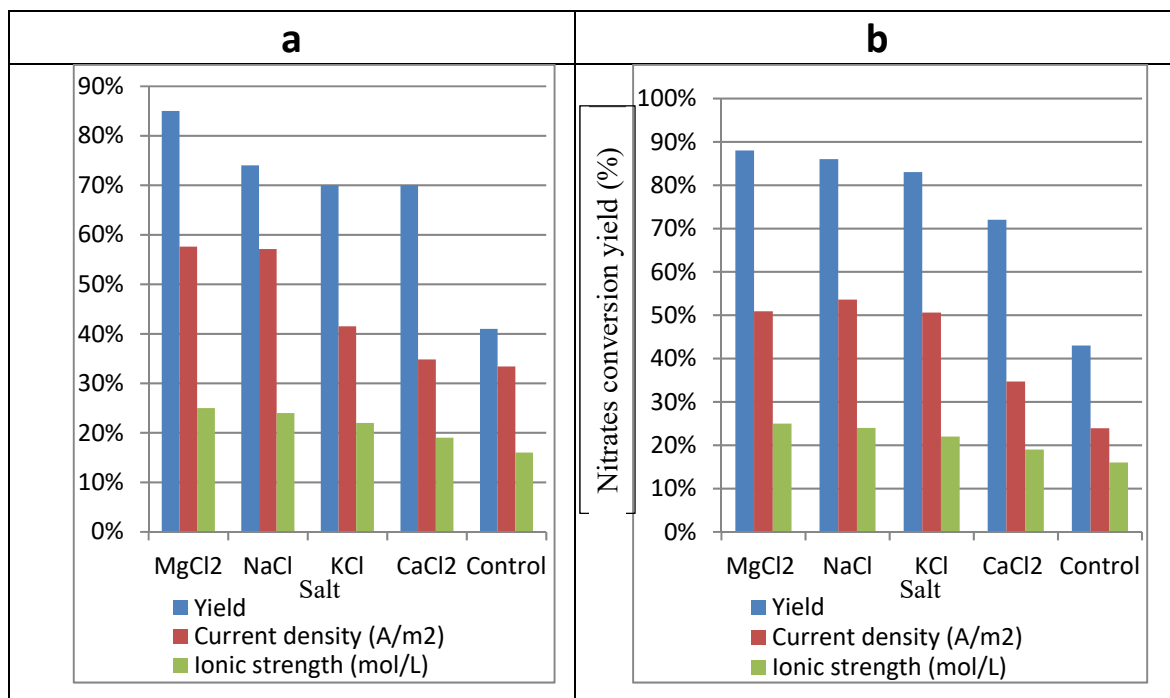 a
b
90%
80%
70%
60%
50%
40%
30%
20%
10%
0%
MgCl2 NaCl KCl CaCl2 Control
Salt
Yield
Current density (A/m2)
Ionic strength (mol/L)
Nitrates conversion yield (%)
100%
90%
80%
70%
60%
50%
40%
30%
20%
10%
0%
MgCl2 NaCl KCl CaCl2 Control
Salt
Yield
Current density (A/m2)
Ionic strength (mol/L)